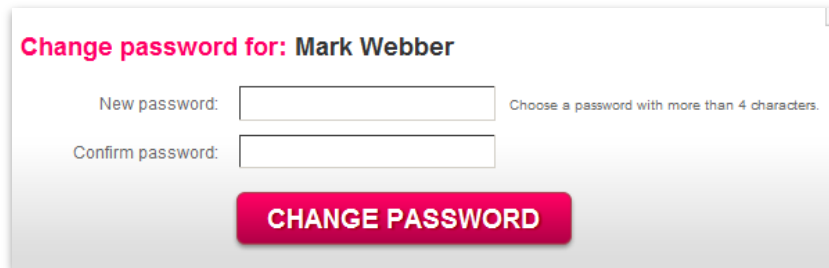 Change password for: Mark Webber
New password: Choose a password with more than 4 characters.
Confirm password:
CHANGE PASSWORD